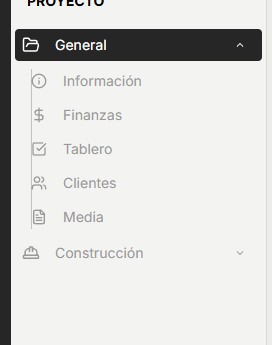 PROYECTO
General
Información
Finanzas
Tablero
Clientes
Media
Construcción